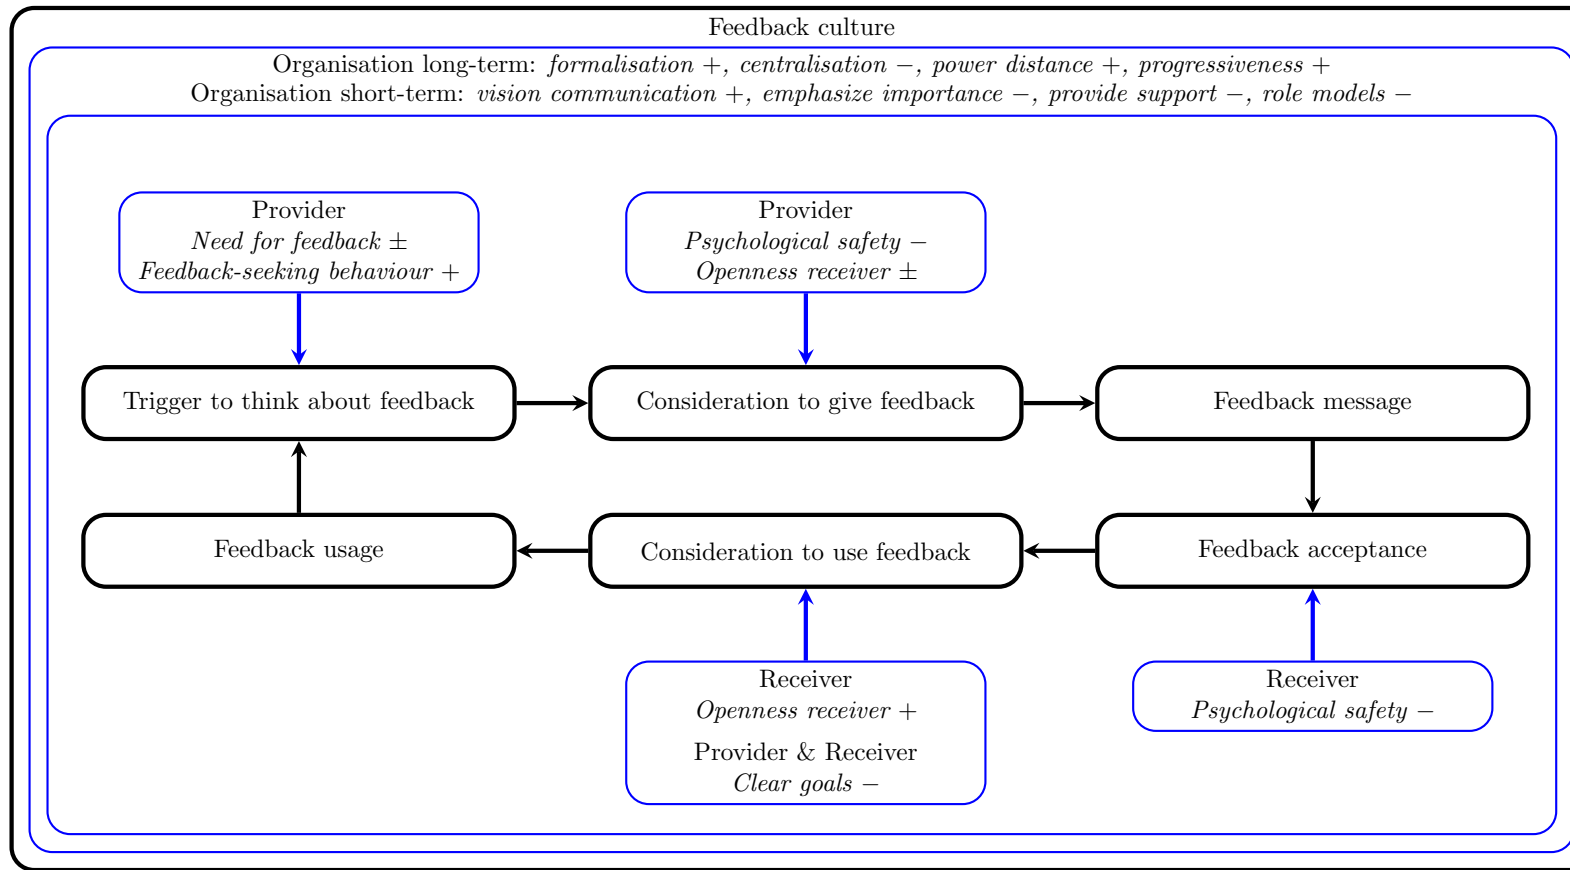 Feedback culture
Organisation long-term: formalisation +, centralisation −, power distance +, progressiveness +
Organisation short-term: vision communication +, emphasize importance −, provide support −, role models −
Provider
Need for feedback ±
Feedback-seeking behaviour +
Provider
Psychological safety −
Openness receiver ±
Trigger to think about feedback
Consideration to give feedback
Feedback message
Feedback usage
Consideration to use feedback
Feedback acceptance
Receiver
Openness receiver +
Provider & Receiver
Clear goals −
Receiver
Psychological safety −